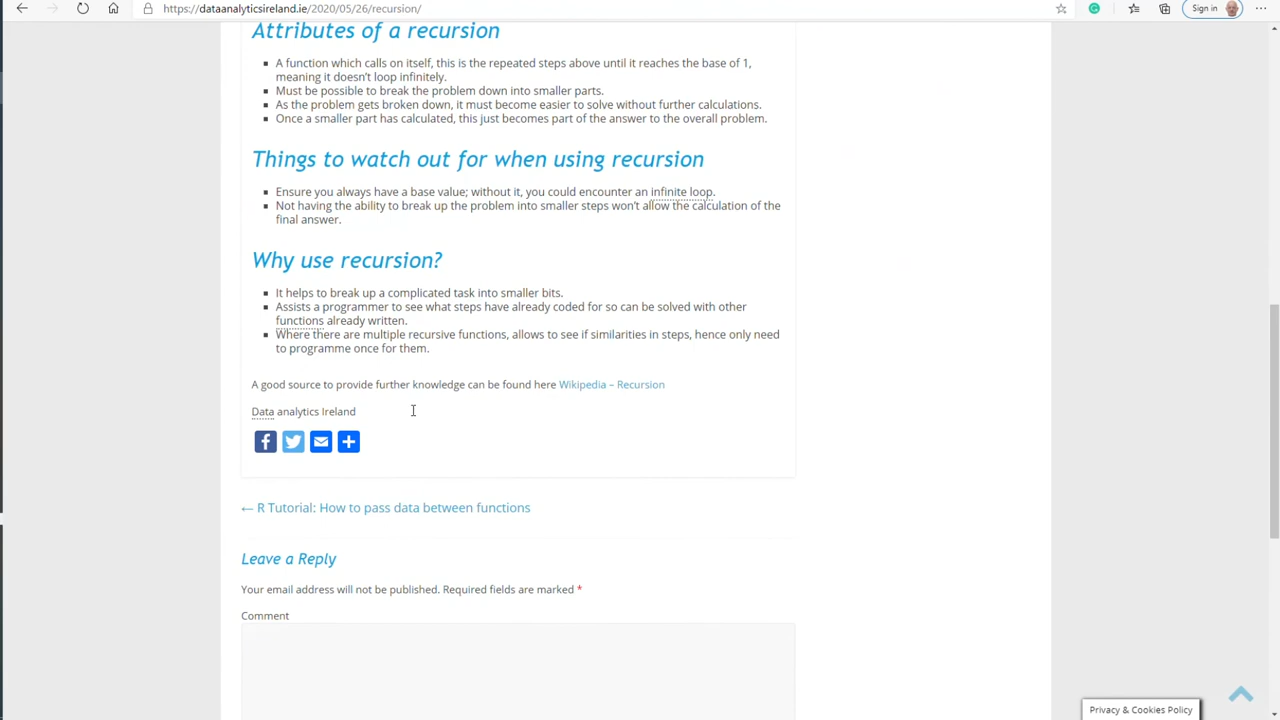 https://dataanalyticsireland.ie/2020/05/26/recursion/
Sign in
Attributes of a recursion
A function which calls on itself, this is the repeated steps above until it reaches the base of 1,
meaning it doesn't loop infinitely.
Must be possible to break the problem down into smaller parts.
As the problem gets broken down, it must become easier to solve without further calculations.
Once a smaller part has calculated, this just becomes part of the answer to the overall problem.
Things to watch out for when using recursion
Ensure you always have a base value; without it, you could encounter an infinite loop.
Not having the ability to break up the problem into smaller steps won't allow the calculation of the
final answer.
Why use recursion?
It helps to break up a complicated task into smaller bits.
Assists a programmer to see what steps have already coded for so can be solved with other
functions already written.
Where there are multiple recursive functions, allows to see if similarities in steps, hence only need
to programme once for them.
A good source to provide further knowledge can be found here Wikipedia – Recursion
Data analytics Ireland
← R Tutorial: How to pass data between functions
Leave a Reply
Your email address will not be published. Required fields are marked *
Comment
Privacy & Cookies Policy